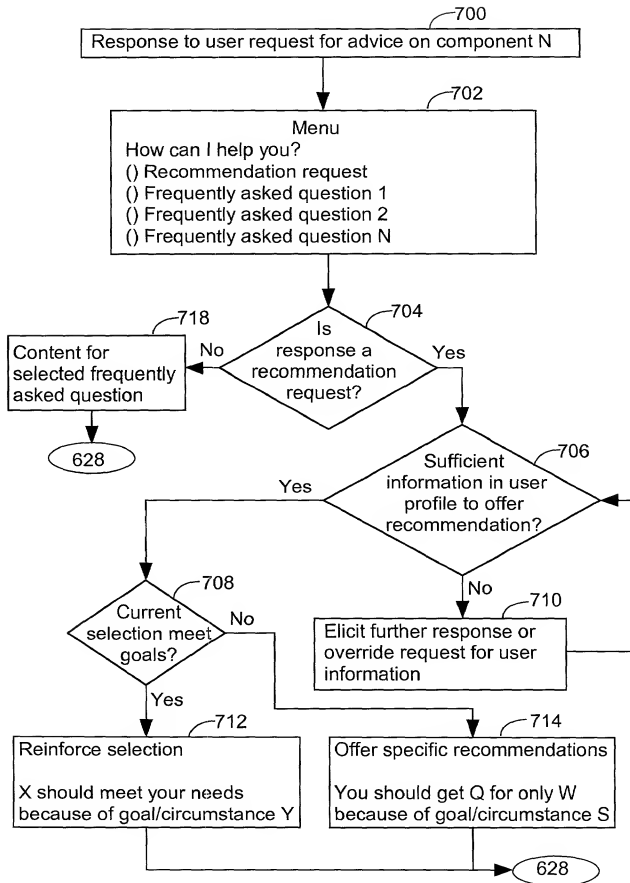 700
Response to user request for advice on component N
702
Menu
How can I help you?
() Recommendation request
() Frequently asked question 1
() Frequently asked question 2
() Frequently asked question N
704
Is
response a
recommendation
request?
No
Yes
718
Content for
selected frequently
asked question
628
706
Sufficient
information in user
profile to offer
recommendation?
Yes
No
708
Current
selection meet
goals?
No
Yes
710
Elicit further response or
override request for user
information
712
Reinforce selection
X should meet your needs
because of goal/circumstance Y
714
Offer specific recommendations
You should get Q for only W
because of goal/circumstance S
628